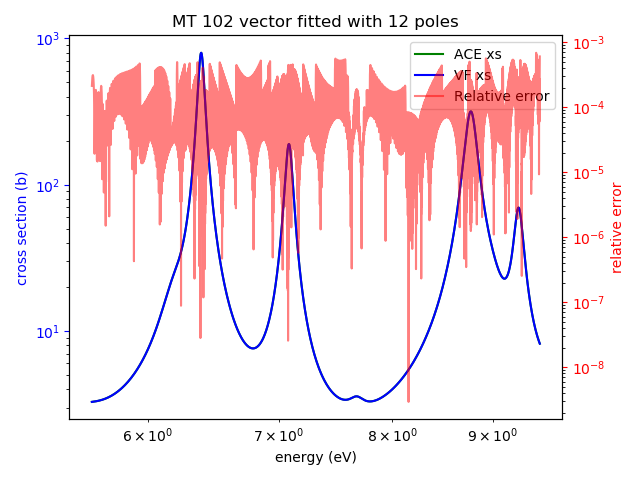 MT 102 vector fitted with 12 poles
ACE xs
VF xs
Relative error
cross section (b)
10³
10²
10¹
relative error
10⁻³
10⁻⁴
10⁻⁵
10⁻⁶
10⁻⁷
10⁻⁸
6 × 10⁰ 7 × 10⁰ 8 × 10⁰ 9 × 10⁰
energy (eV)